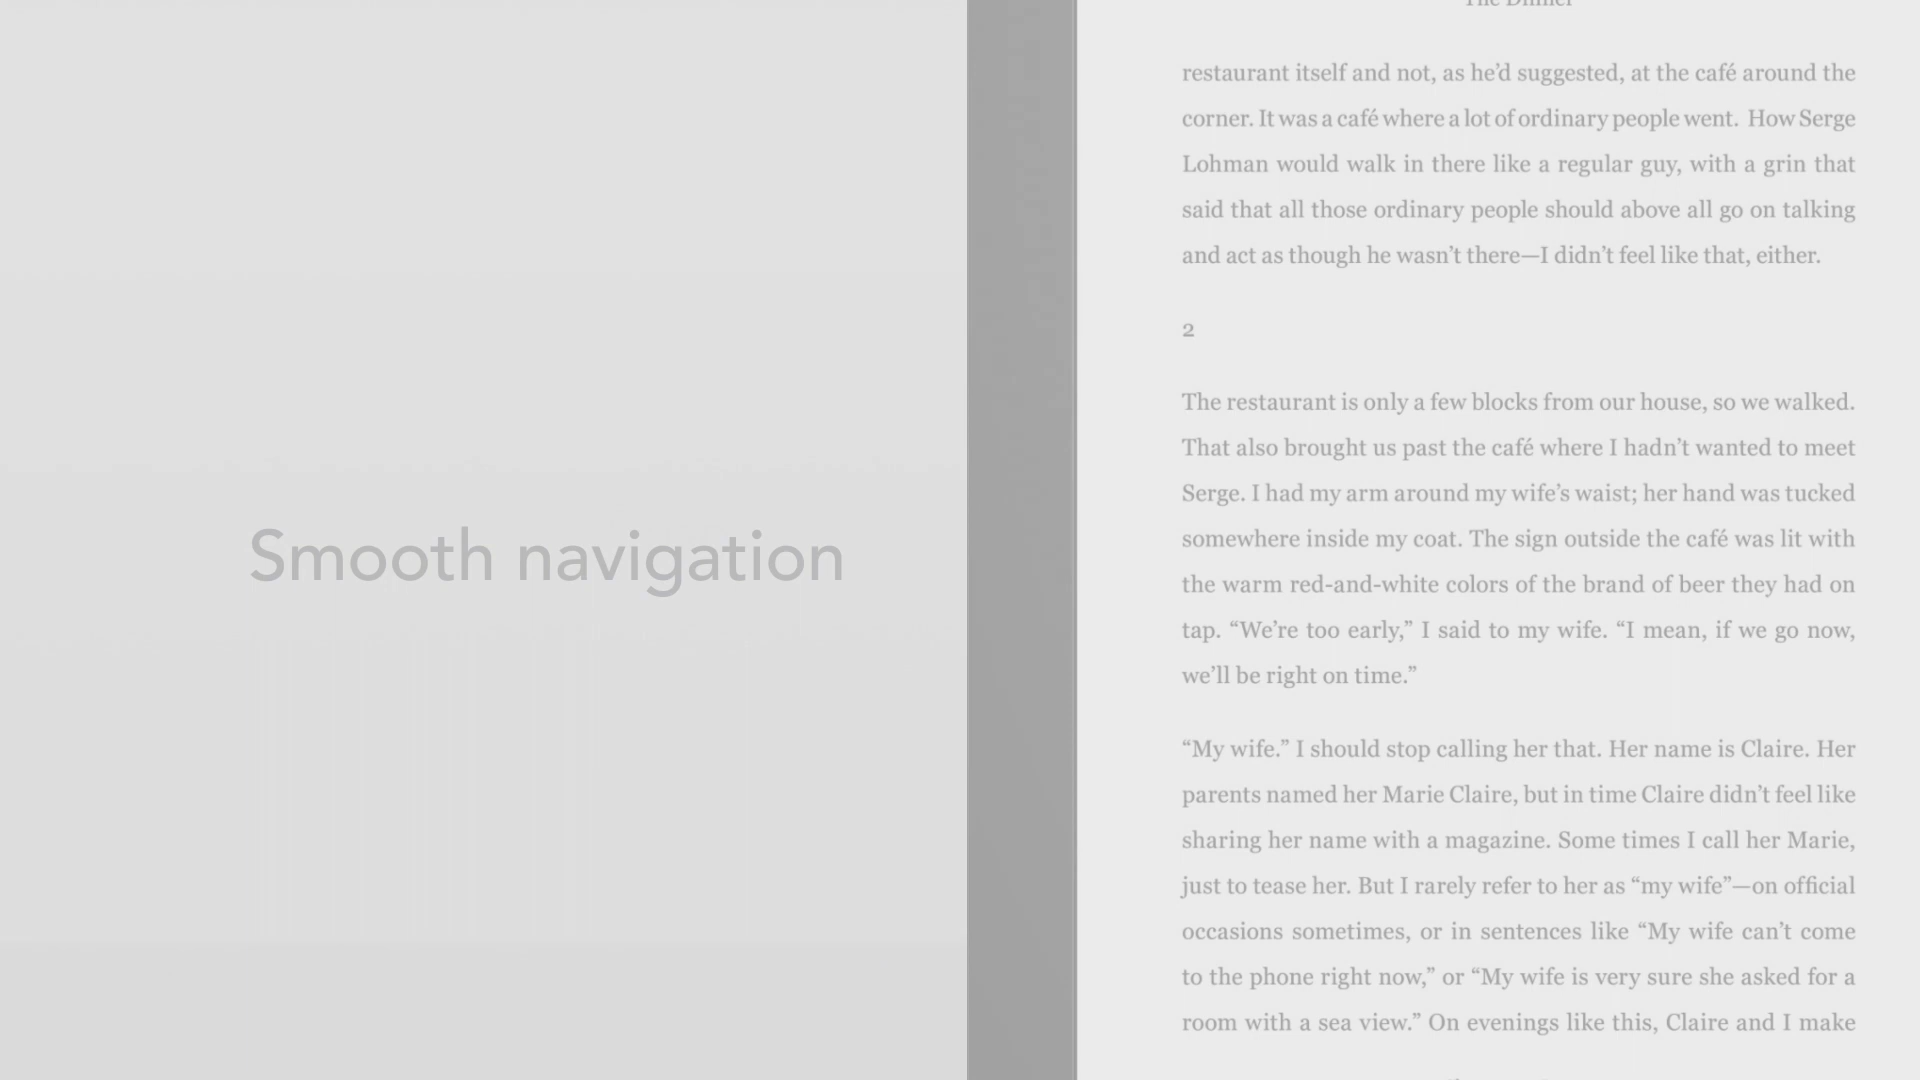 Smooth navigation
The Dinner
restaurant itself and not, as he’d suggested, at the café around the
corner. It was a café where a lot of ordinary people went. How Serge
Lohman would walk in there like a regular guy, with a grin that
said that all those ordinary people should above all go on talking
and act as though he wasn’t there—I didn’t feel like that, either.
2
The restaurant is only a few blocks from our house, so we walked.
That also brought us past the café where I hadn’t wanted to meet
Serge. I had my arm around my wife’s waist; her hand was tucked
somewhere inside my coat. The sign outside the café was lit with
the warm red-and-white colors of the brand of beer they had on
tap. “We’re too early,” I said to my wife. “I mean, if we go now,
we’ll be right on time.”
“My wife.” I should stop calling her that. Her name is Claire. Her
parents named her Marie Claire, but in time Claire didn’t feel like
sharing her name with a magazine. Some times I call her Marie,
just to tease her. But I rarely refer to her as “my wife”—on official
occasions sometimes, or in sentences like “My wife can’t come
to the phone right now,” or “My wife is very sure she asked for a
room with a sea view.” On evenings like this, Claire and I make